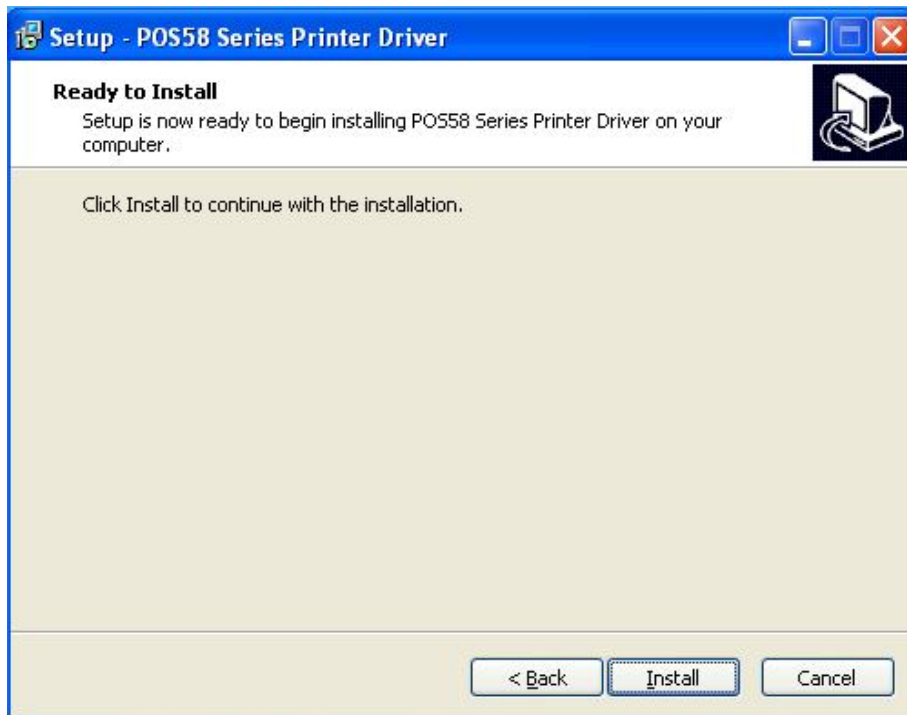 Setup - POS58 Series Printer Driver
Ready to Install
Setup is now ready to begin installing POS58 Series Printer Driver on your
computer.
Click Install to continue with the installation.
< Back
Install
Cancel